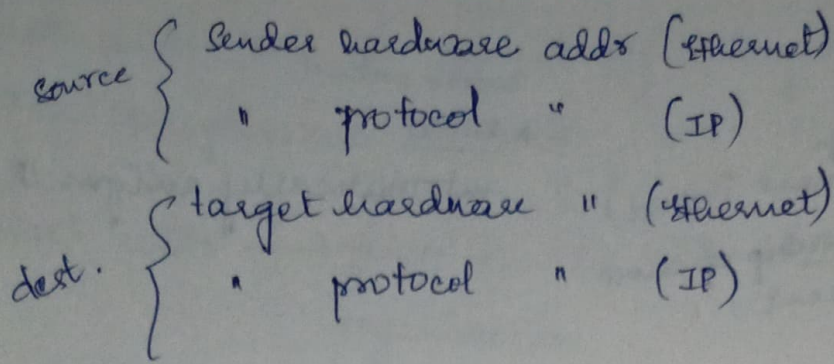 source { Sender hardware addr (Ethernet)
" protocol " (IP)
dest. { target hardware " (Ethernet)
" protocol " (IP)